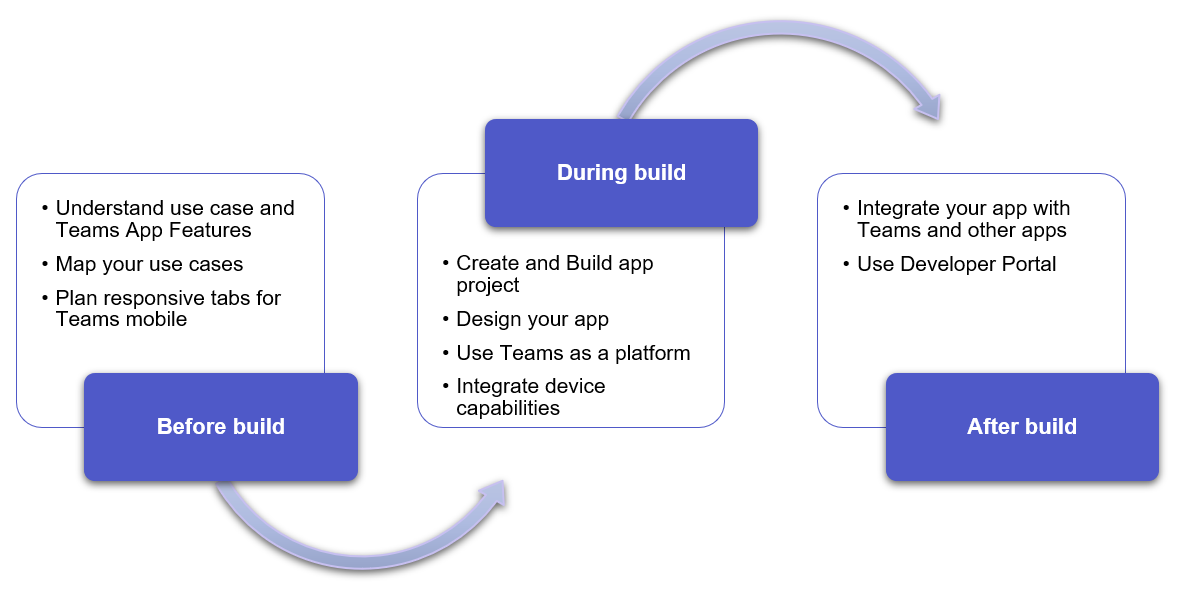 • Understand use case and
Teams App Features
• Map your use cases
• Plan responsive tabs for
Teams mobile
Before build
During build
• Create and Build app
project
• Design your app
• Use Teams as a platform
• Integrate device
capabilities
• Integrate your app with
Teams and other apps
• Use Developer Portal
After build